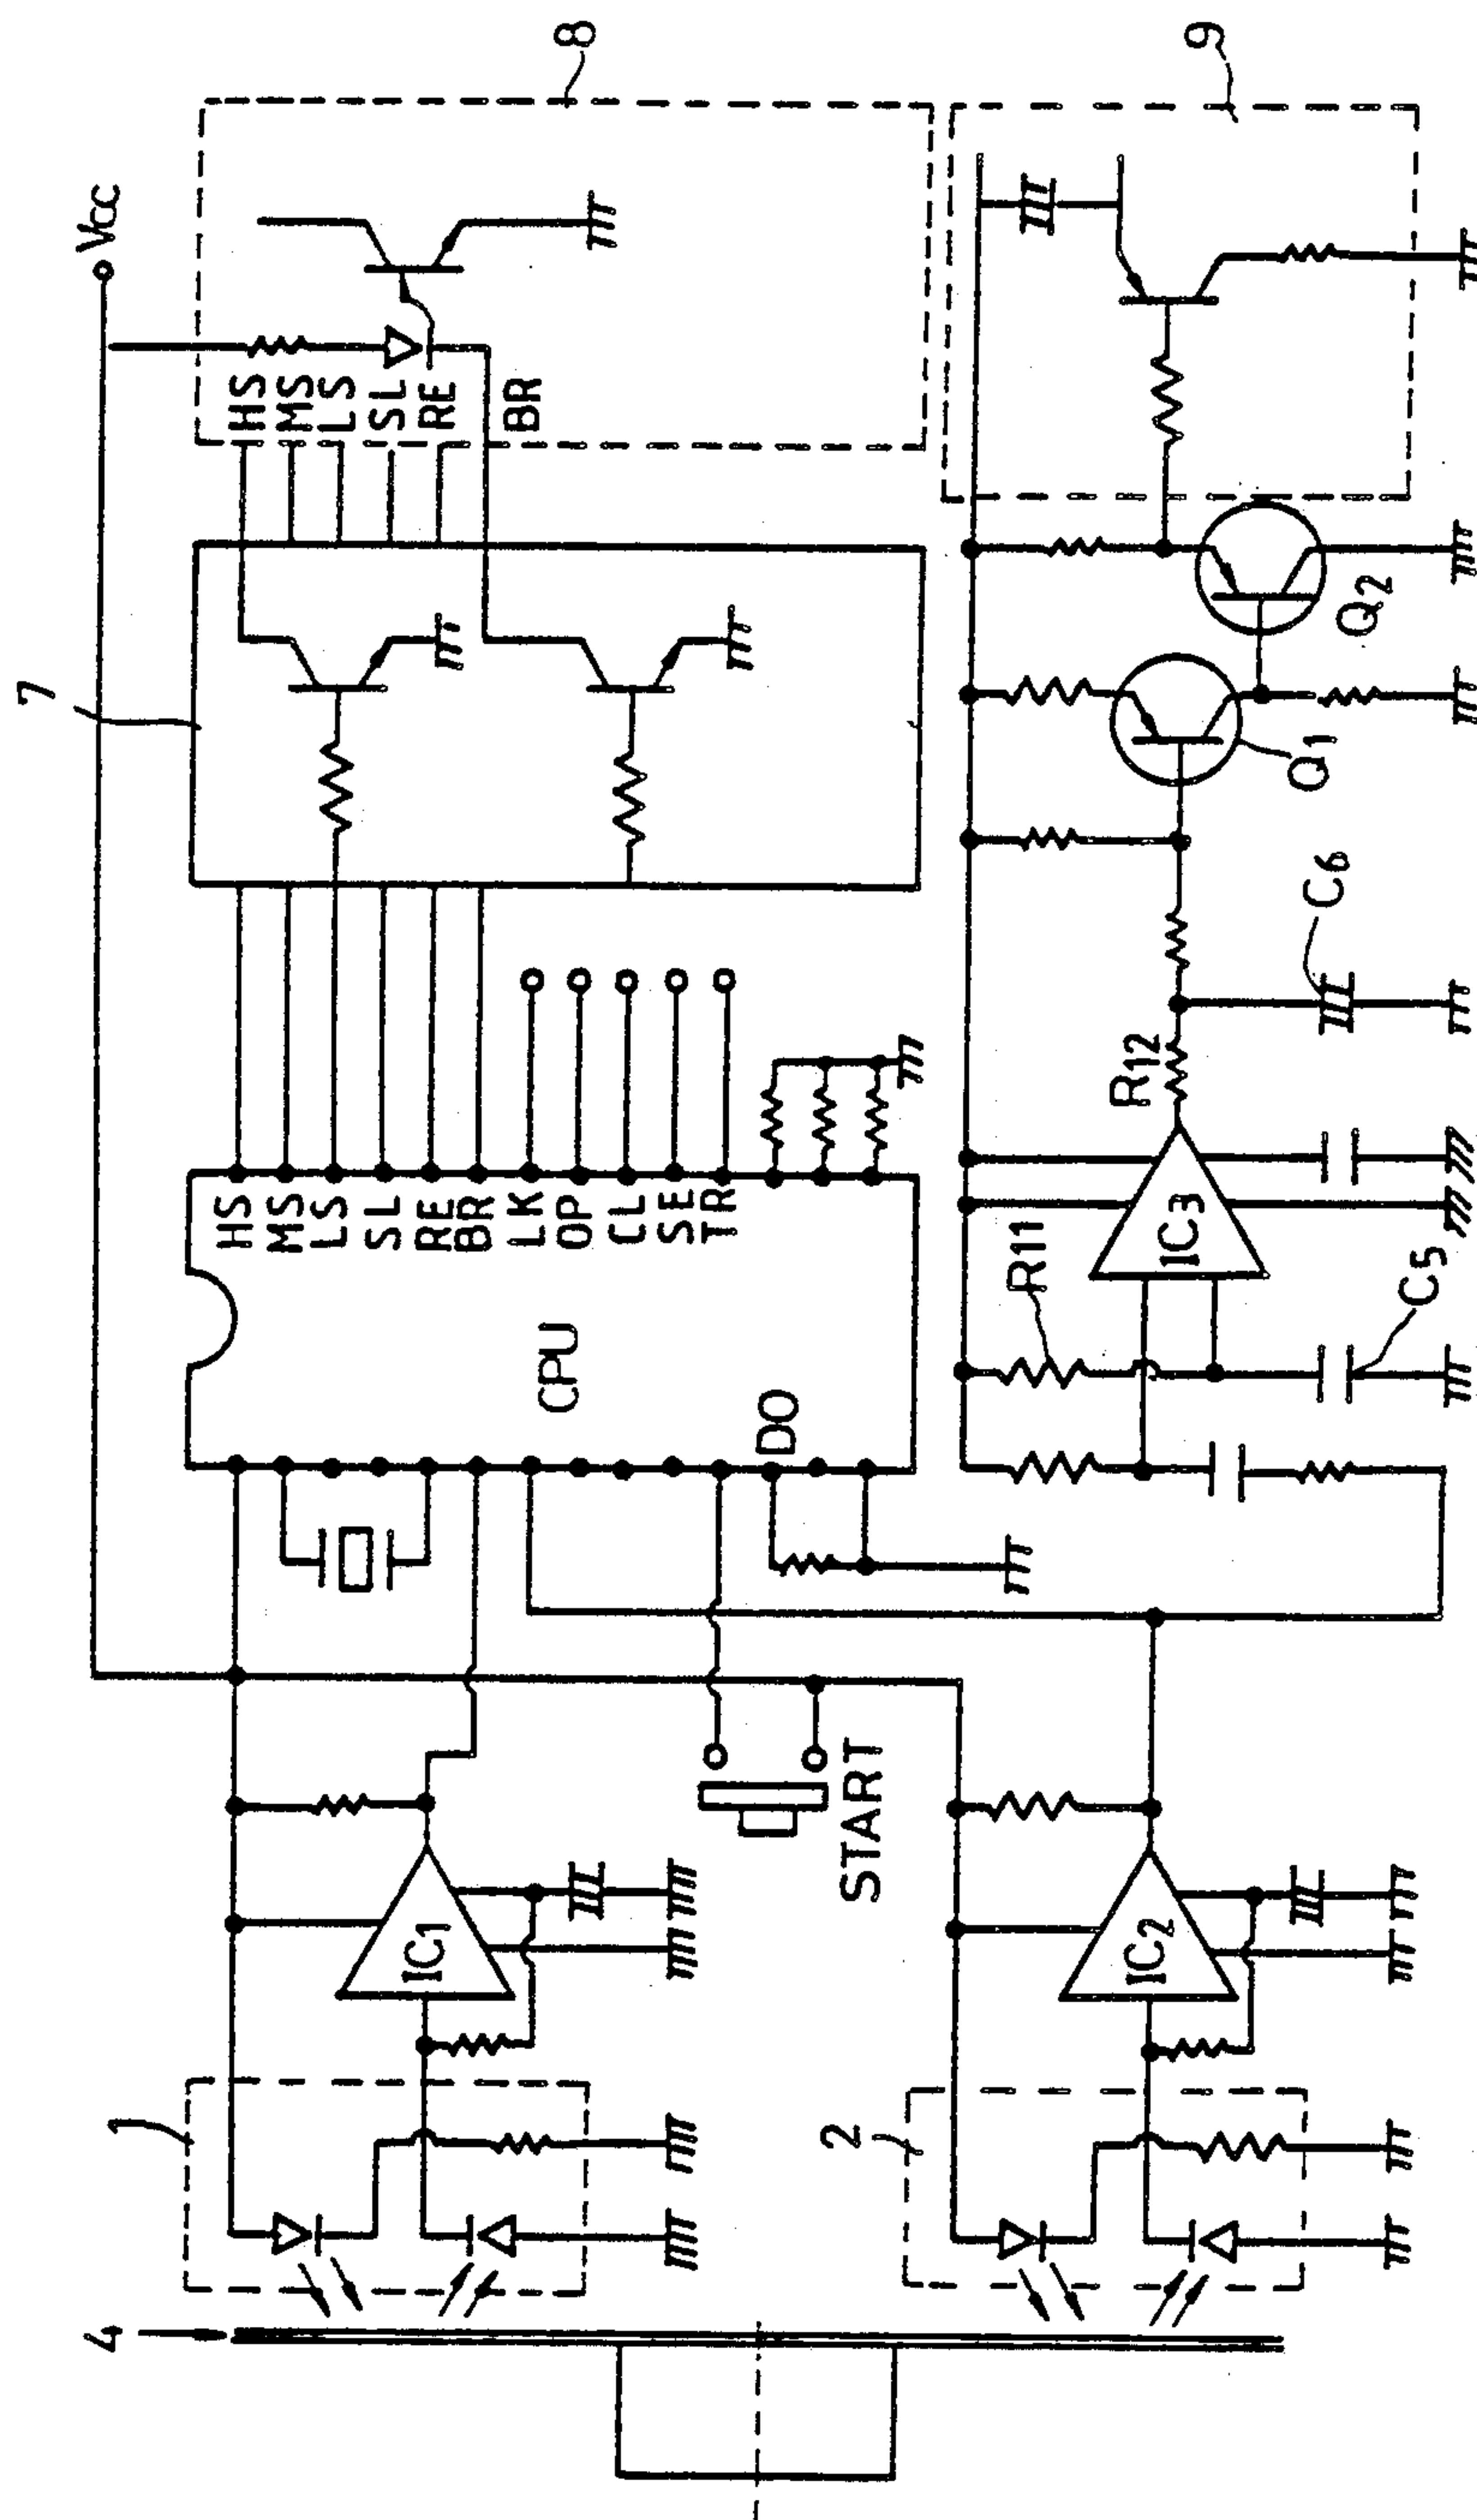 8
9
Vcc
HS
MS
LS
SL
RE
BR
7
Q2
Q1
C6
R12
HS
MS
LS
SL
RE
BR
LK
OP
CL
SE
TR
CPU
DO
IC3
R11
C5
START
IC1
IC2
1
2
4